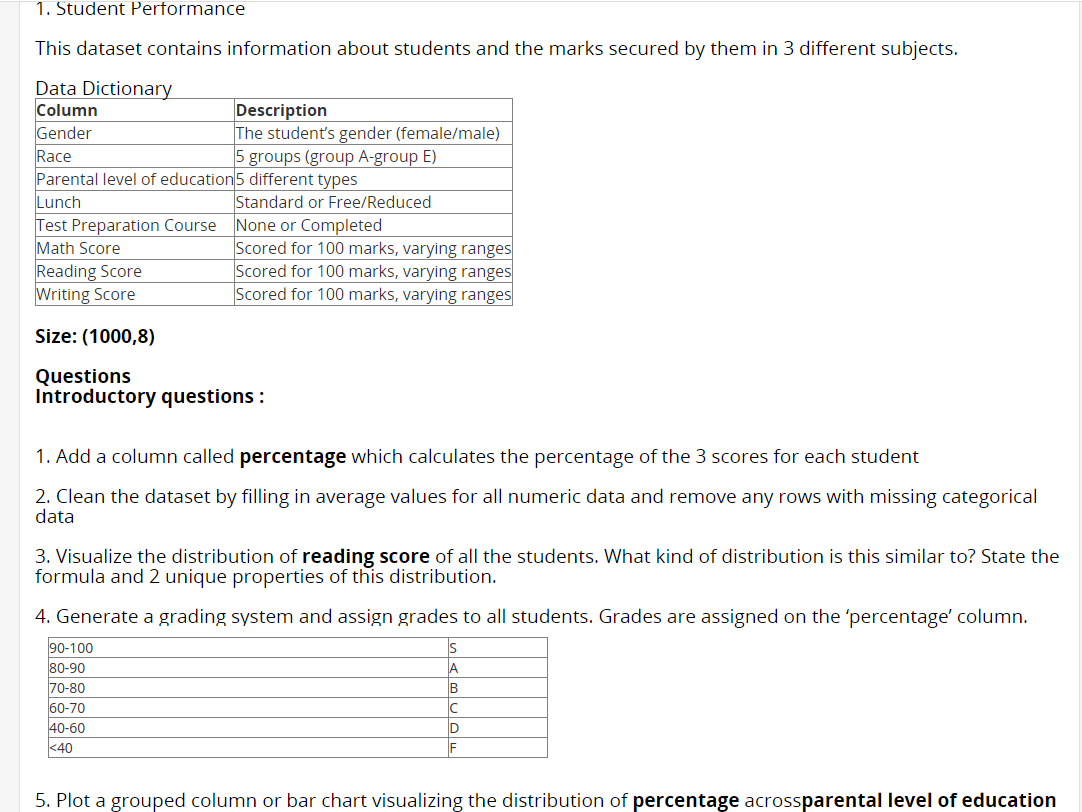 1. Student Performance
This dataset contains information about students and the marks secured by them in 3 different subjects.
Data Dictionary
Column Description
Gender The student's gender (female/male)
Race 5 groups (group A-group E)
Parental level of education 5 different types
Lunch Standard or Free/Reduced
Test Preparation Course None or Completed
Math Score Scored for 100 marks, varying ranges
Reading Score Scored for 100 marks, varying ranges
Writing Score Scored for 100 marks, varying ranges
Size: (1000,8)
Questions
Introductory questions :
1. Add a column called percentage which calculates the percentage of the 3 scores for each student
2. Clean the dataset by filling in average values for all numeric data and remove any rows with missing categorical
data
3. Visualize the distribution of reading score of all the students. What kind of distribution is this similar to? State the
formula and 2 unique properties of this distribution.
4. Generate a grading system and assign grades to all students. Grades are assigned on the ‘percentage’ column.
90-100 S
80-90 A
70-80 B
60-70 C
40-60 D
<40 F
5. Plot a grouped column or bar chart visualizing the distribution of percentage acrossparental level of education